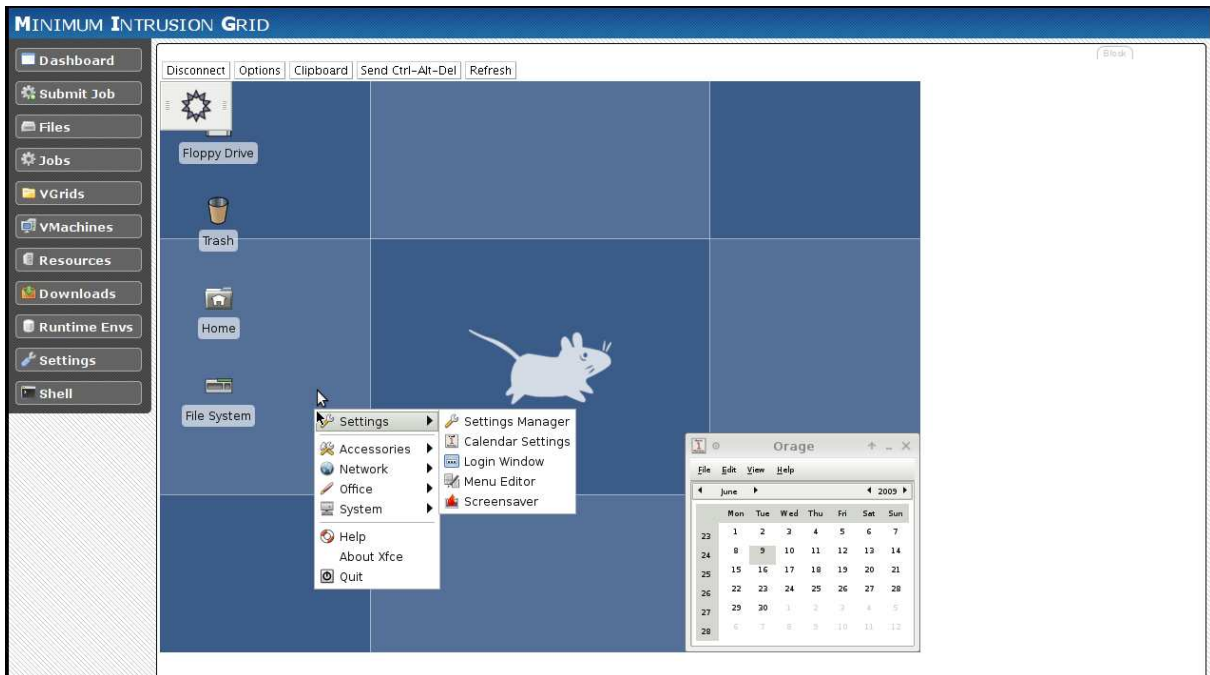 MINIMUM INTRUSION GRID
Dashboard
Submit Job
Files
Jobs
VGrids
VMachines
Resources
Downloads
Runtime Envs
Settings
Shell
Block
Disconnect Options Clipboard Send Ctrl-Alt-Del Refresh
Floppy Drive
Trash
Home
File System
Settings
Accessories
Network
Office
System
Help
About Xfce
Quit
Settings Manager
Calendar Settings
Login Window
Menu Editor
Screensaver
Orage
File Edit View Help
June 2009
Mon Tue Wed Thu Fri Sat Sun
23 1 2 3 4 5 6 7
24 8 9 10 11 12 13 14
25 15 16 17 18 19 20 21
26 22 23 24 25 26 27 28
27 29 30 1 2 3 4 5
28 6 7 8 9 10 11 12